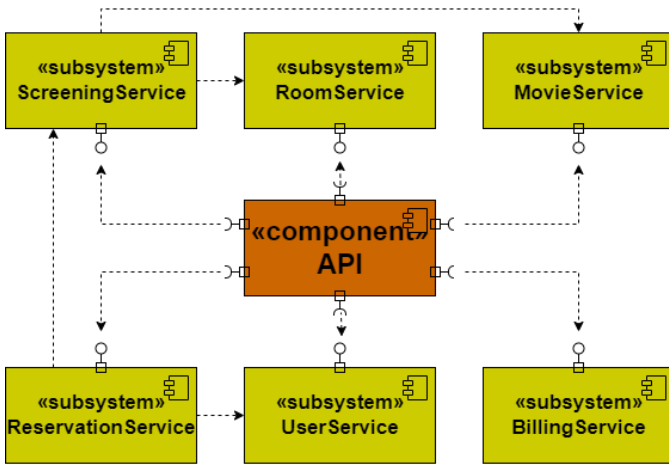 «subsystem»
ScreeningService
«subsystem»
RoomService
«subsystem»
MovieService
«component»
API
«subsystem»
ReservationService
«subsystem»
UserService
«subsystem»
BillingService